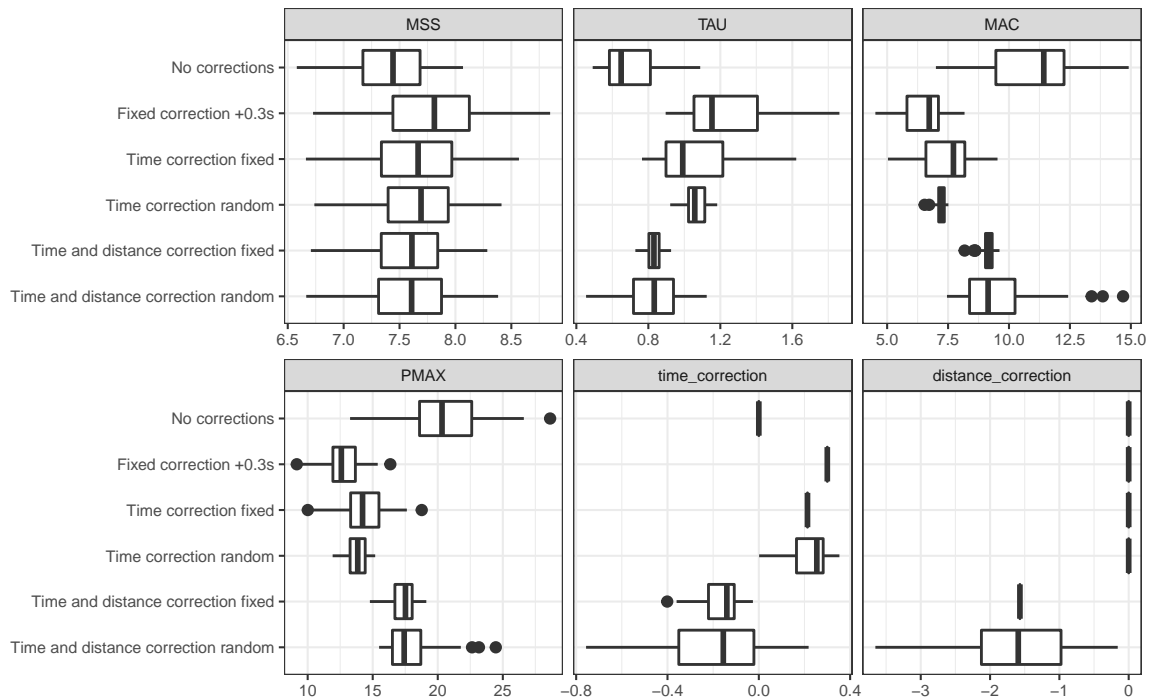 MSS TAU MAC
No corrections
Fixed correction +0.3s
Time correction fixed
Time correction random
Time and distance correction fixed
Time and distance correction random
6.5 7.0 7.5 8.0 8.5 0.4 0.8 1.2 1.6 5.0 7.5 10.0 12.5 15.0
PMAX time_correction distance_correction
No corrections
Fixed correction +0.3s
Time correction fixed
Time correction random
Time and distance correction fixed
Time and distance correction random
10 15 20 25 −0.8 −0.4 0.0 0.4 −3 −2 −1 0